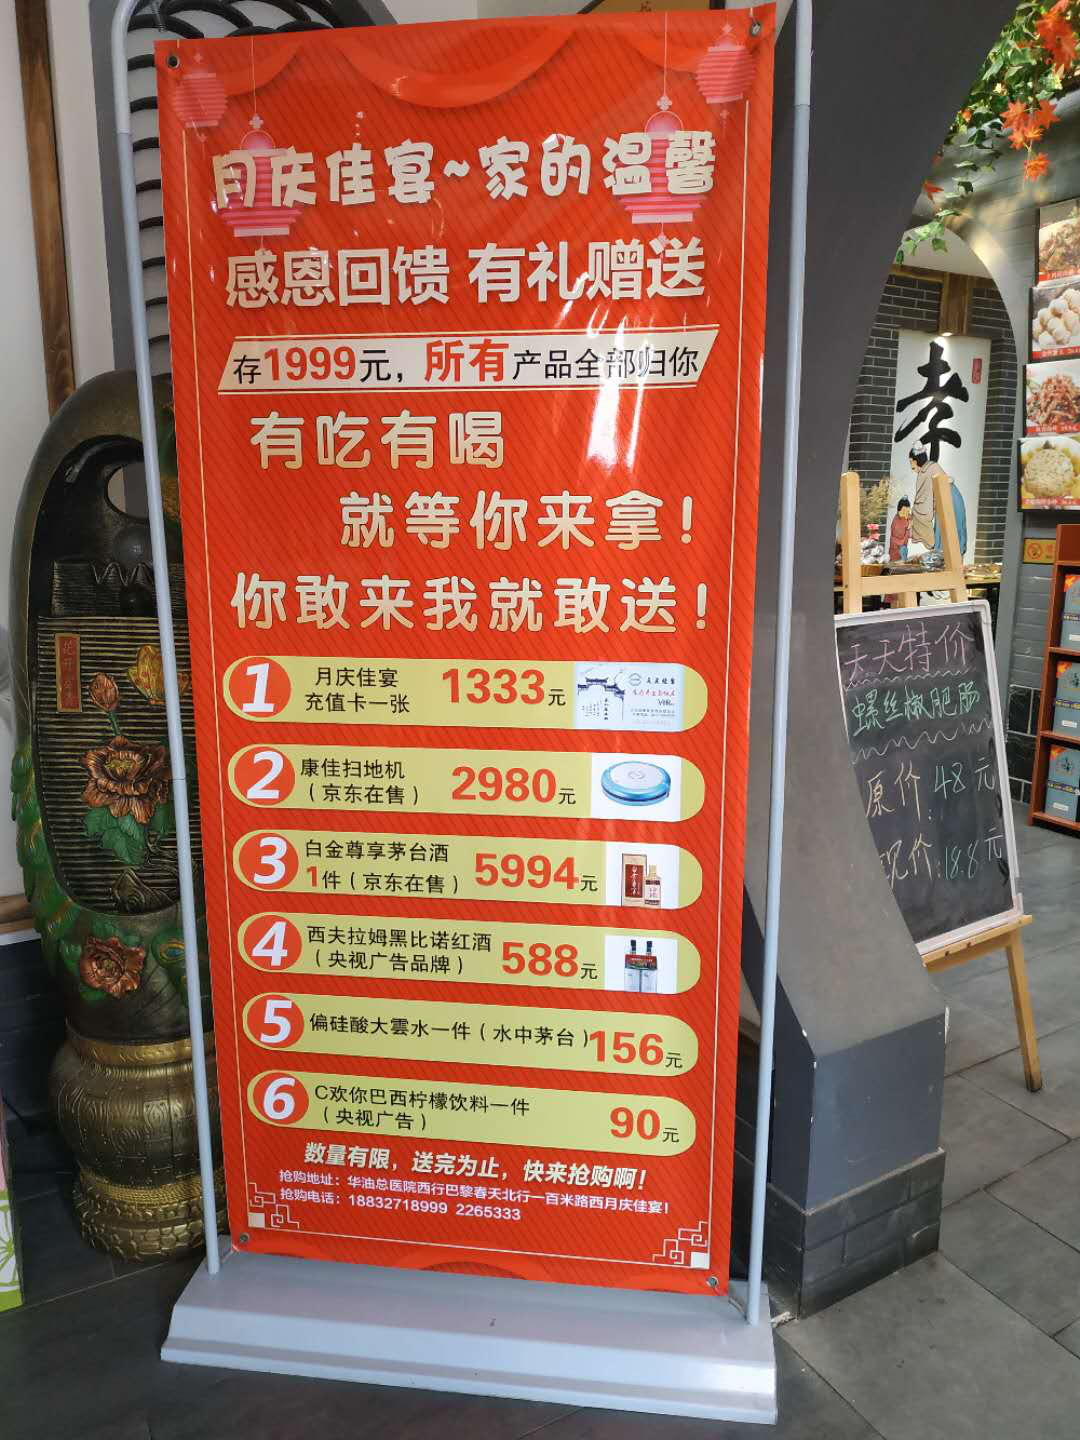 月庆佳宴~家的温馨
感恩回馈 有礼赠送
存1999元，所有产品全部归你
有吃有喝
就等你来拿！
你敢来我就敢送！
1 月庆佳宴
充值卡一张 1333元
2 康佳扫地机
（京东在售） 2980元
3 白金尊享茅台酒
1件（京东在售） 5994元
4 西夫拉姆黑比诺红酒
（央视广告品牌） 588元
5 偏硅酸大雲水一件（水中茅台）156元
6 C欢你巴西柠檬饮料一件
（央视广告） 90元
数量有限，送完为止，快来抢购啊！
抢购地址：华油总医院西行巴黎春天北行一百米路西月庆佳宴！
抢购电话：18832718999 2265333
孝
天天特价
螺丝椒肥肠
原价:48元
现价:18.8元